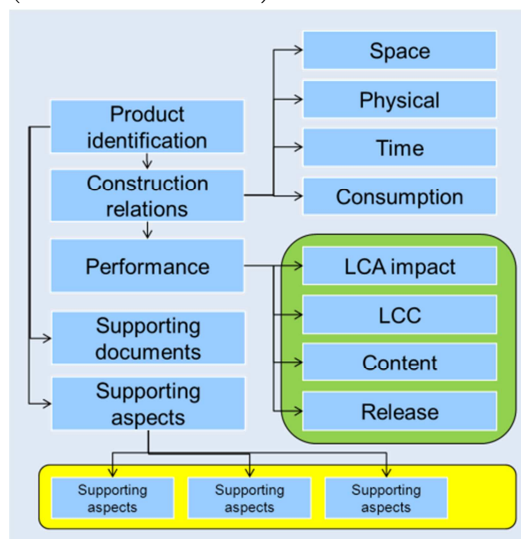 Space
Product
identification
Physical
Time
Construction
relations
Consumption
Performance
LCA impact
LCC
Supporting
documents
Content
Supporting
aspects
Release
Supporting
aspects
Supporting
aspects
Supporting
aspects